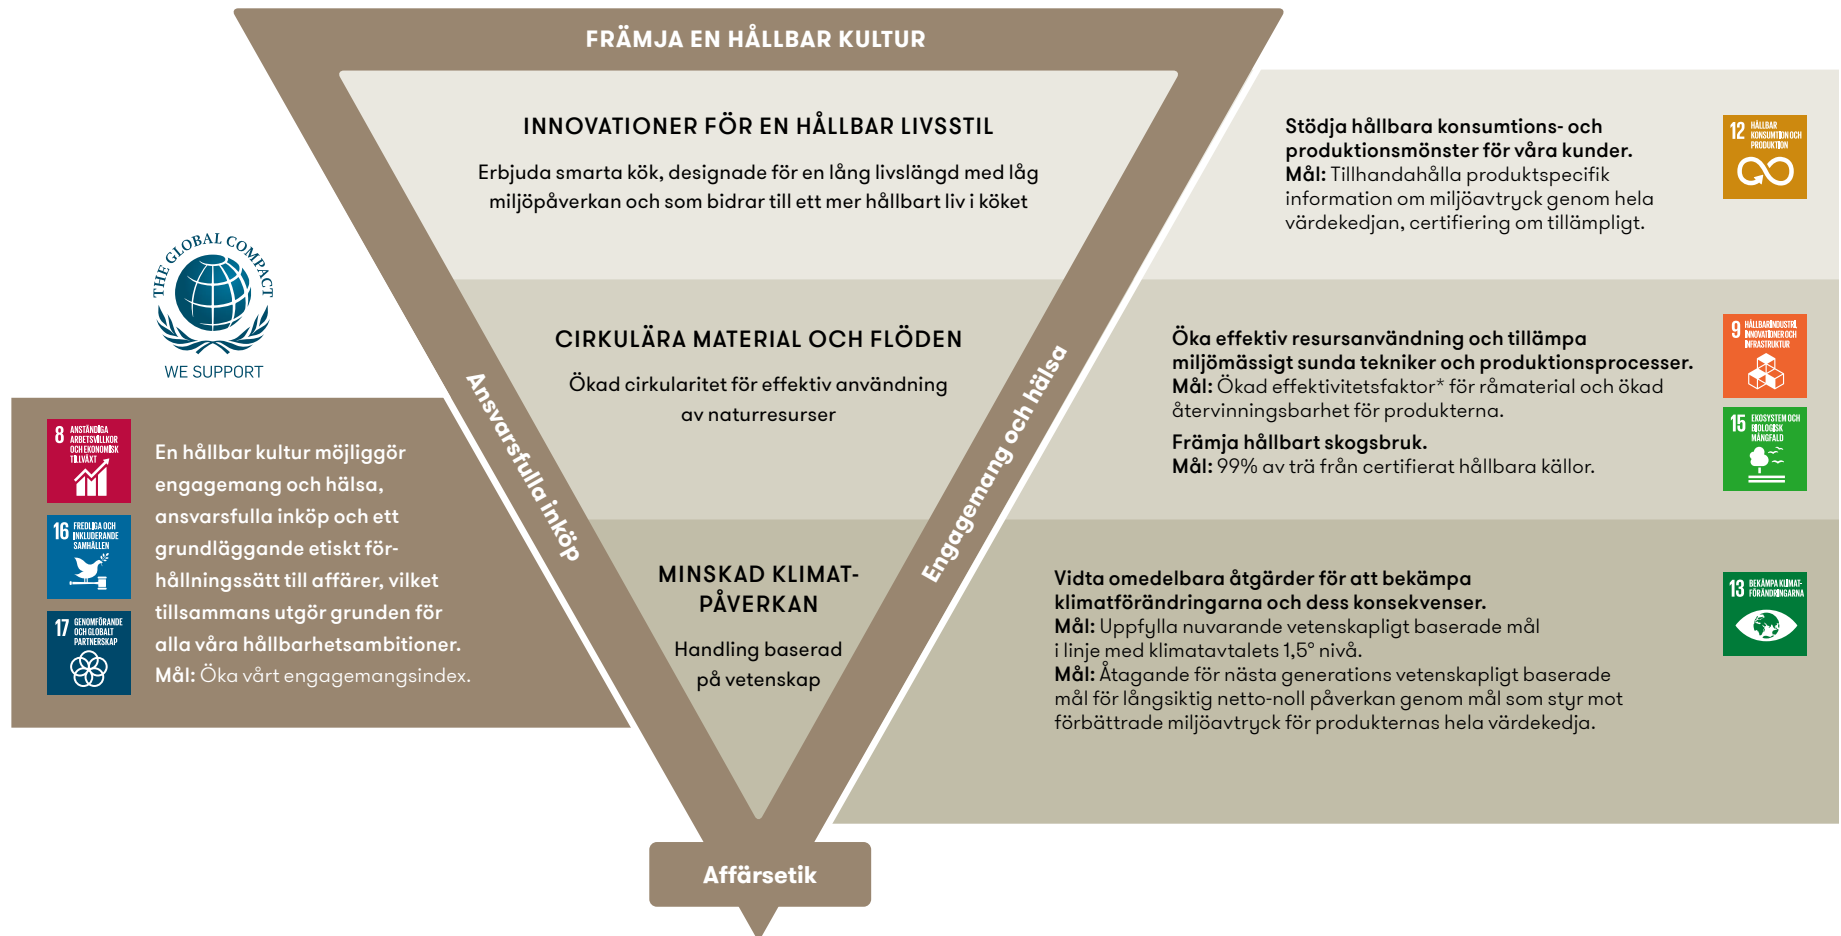 FRÄMJA EN HÅLLBAR KULTUR
INNOVATIONER FÖR EN HÅLLBAR LIVSSTIL
Erbjuda smarta kök, designade för en lång livslängd med låg
miljöpåverkan och som bidrar till ett mer hållbart liv i köket
Stödja hållbara konsumtions- och
produktionsmönster för våra kunder.
Mål: Tillhandahålla produktspecifik
information om miljöavtryck genom hela
värdekedjan, certifiering om tillämpligt.
12 HÅLLBAR
KONSUMTION OCH
PRODUKTION
THE GLOBAL COMPACT
WE SUPPORT
CIRKULÄRA MATERIAL OCH FLÖDEN
Ökad cirkularitet för effektiv användning
av naturresurser
Öka effektiv resursanvändning och tillämpa
miljömässigt sunda tekniker och produktionsprocesser.
Mål: Ökad effektivitetsfaktor* för råmaterial och ökad
återvinningsbarhet för produkterna.
Främja hållbart skogsbruk.
Mål: 99% av trä från certifierat hållbara källor.
9 HÅLLBAR INDUSTRI,
INNOVATIONER OCH
INFRASTRUKTUR
15 EKOSYSTEM OCH
BIOLOGISK
MÅNGFALD
Ansvarsfulla inköp
Engagemang och hälsa
8 ANSTÄNDIGA
ARBETSVILLKOR
OCH EKONOMISK
TILLVÄXT
16 FREDLIGA OCH
INKLUDERANDE
SAMHÄLLEN
17 GENOMFÖRANDE
OCH GLOBALT
PARTNERSKAP
En hållbar kultur möjliggör
engagemang och hälsa,
ansvarsfulla inköp och ett
grundläggande etiskt för-
hållningssätt till affärer, vilket
tillsammans utgör grunden för
alla våra hållbarhetsambitioner.
Mål: Öka vårt engagemangsindex.
MINSKAD KLIMAT-
PÅVERKAN
Handling baserad
på vetenskap
Vidta omedelbara åtgärder för att bekämpa
klimatförändringarna och dess konsekvenser.
Mål: Uppfylla nuvarande vetenskapligt baserade mål
i linje med klimatavtalets 1,5° nivå.
Mål: Åtagande för nästa generations vetenskapligt baserade
mål för långsiktig netto-noll påverkan genom mål som styr mot
förbättrade miljöavtryck för produkternas hela värdekedja.
13 BEKÄMPA KLIMAT-
FÖRÄNDRINGARNA
Affärsetik